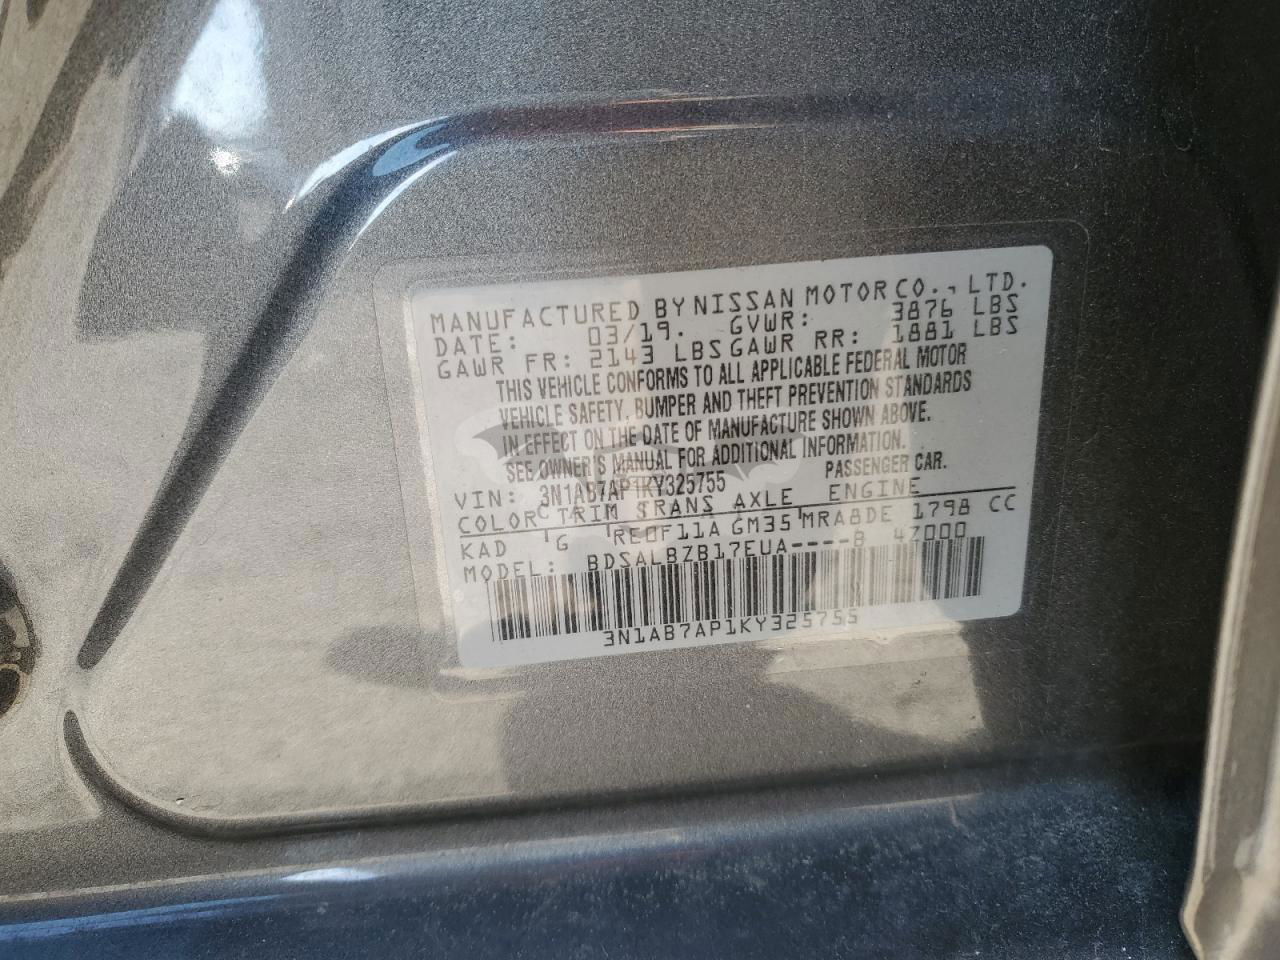 MANUFACTURED BY NISSAN MOTOR CO., LTD.
DATE: 03/19. GVWR: 3876 LBS
GAWR FR: 2143 LBS GAWR RR: 1881 LBS
THIS VEHICLE CONFORMS TO ALL APPLICABLE FEDERAL MOTOR
VEHICLE SAFETY, BUMPER AND THEFT PREVENTION STANDARDS
IN EFFECT ON THE DATE OF MANUFACTURE SHOWN ABOVE.
SEE OWNER'S MANUAL FOR ADDITIONAL INFORMATION.
VIN: 3N1AB7AP1KY325755 PASSENGER CAR.
COLOR TRIM TRANS AXLE ENGINE
KAD G RE0F11A GM35 MRA8DE 1798 CC
MODEL: BDSALBZB17EUA----B 47000
3N1AB7AP1KY325755